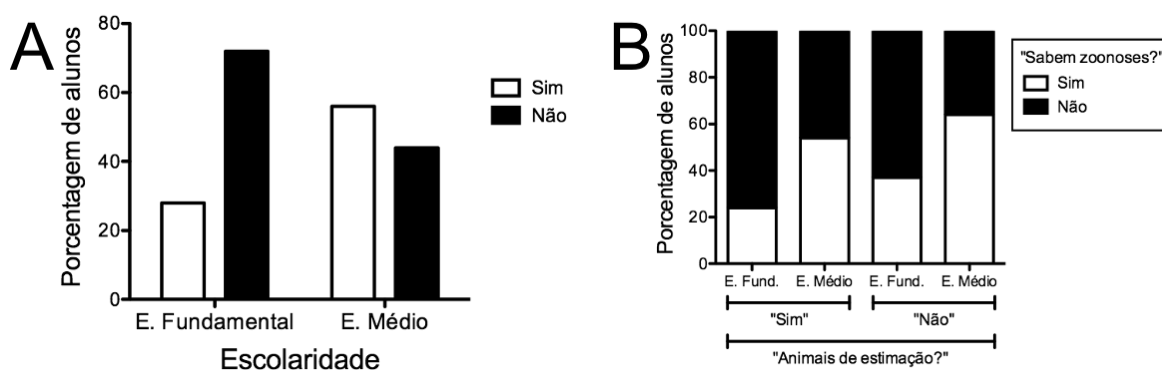 A
Porcentagem de alunos
80
60
40
20
0
E. Fundamental
E. Médio
Escolaridade
Sim
Não
B
Porcentagem de alunos
100
80
60
40
20
0
E. Fund.
E. Médio
E. Fund.
E. Médio
"Sim"
"Não"
"Animais de estimação?"
"Sabem zoonoses?"
Sim
Não